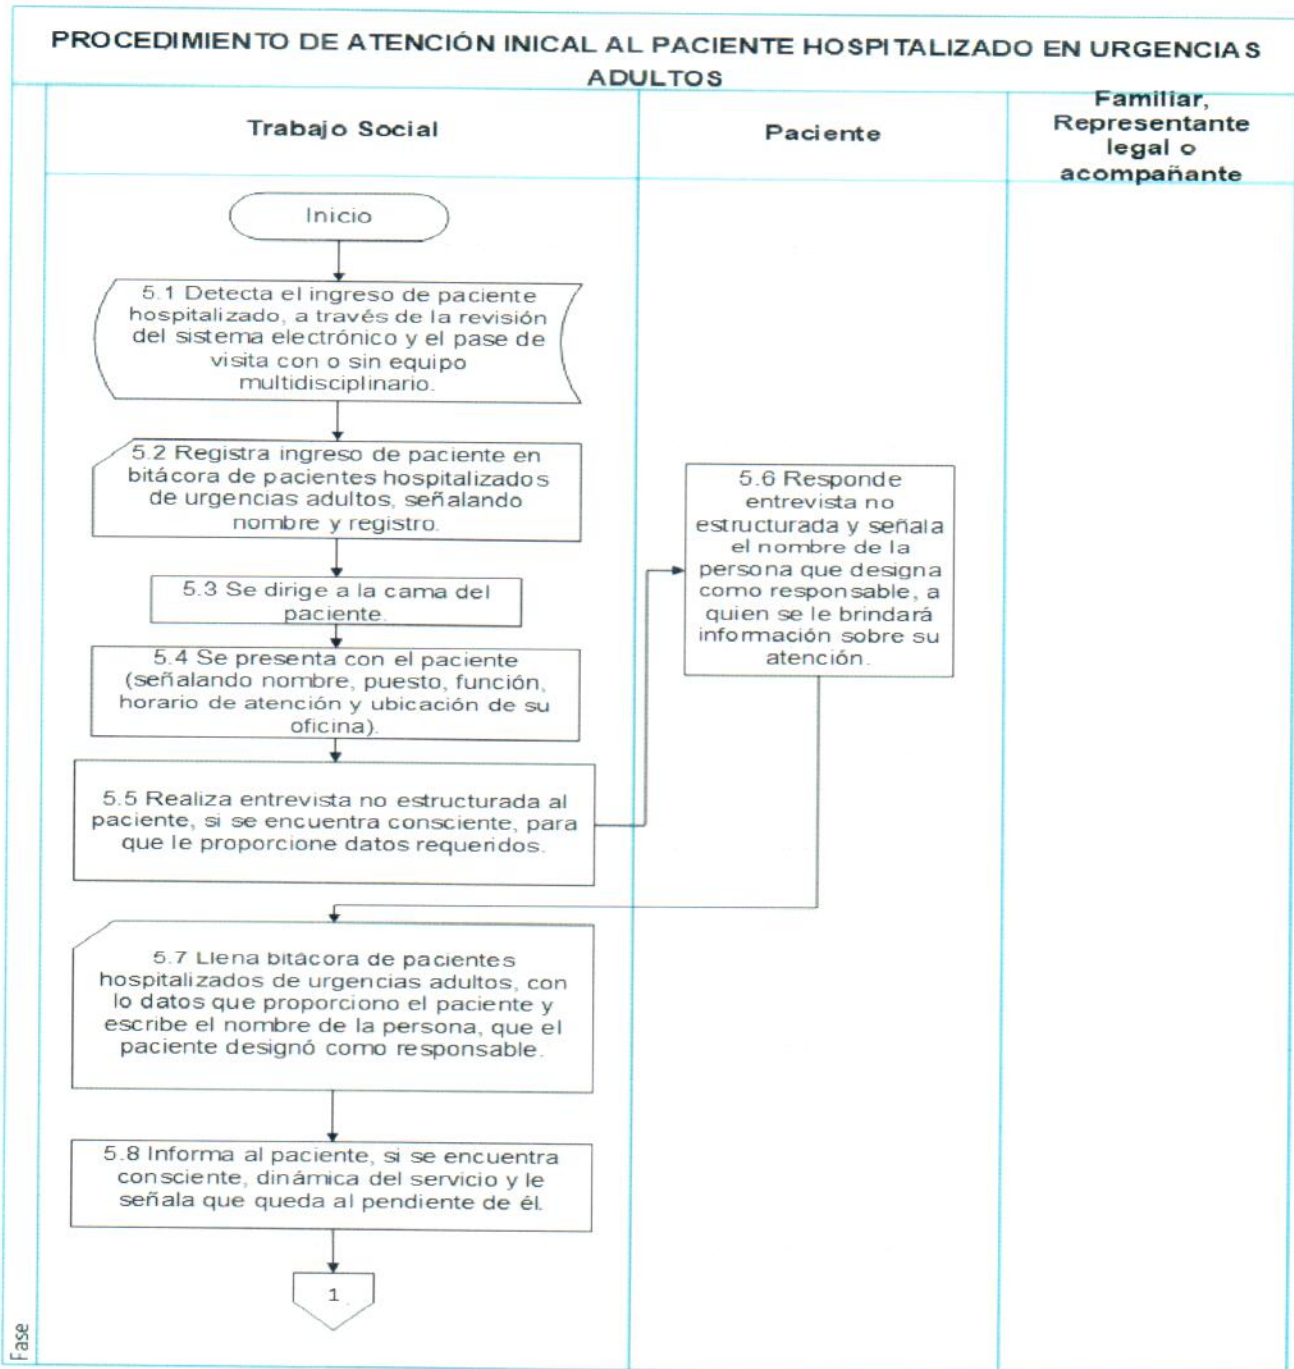 PROCEDIMIENTO DE ATENCIÓN INICAL AL PACIENTE HOSPITALIZADO EN URGENCIAS
ADULTOS
Trabajo Social
Paciente
Familiar,
Representante
legal o
acompañante
Inicio
5.1 Detecta el ingreso de paciente
hospitalizado, a través de la revisión
del sistema electrónico y el pase de
visita con o sin equipo
multidisciplinario.
5.2 Registra ingreso de paciente en
bitácora de pacientes hospitalizados
de urgencias adultos, señalando
nombre y registro.
5.3 Se dirige a la cama del
paciente.
5.4 Se presenta con el paciente
(señalando nombre, puesto, función,
horario de atención y ubicación de su
oficina).
5.5 Realiza entrevista no estructurada al
paciente, si se encuentra consciente, para
que le proporcione datos requeridos.
5.6 Responde
entrevista no
estructurada y señala
el nombre de la
persona que designa
como responsable, a
quien se le brindará
información sobre su
atención.
5.7 Llena bitácora de pacientes
hospitalizados de urgencias adultos, con
lo datos que proporciono el paciente y
escribe el nombre de la persona, que el
paciente designó como responsable.
5.8 Informa al paciente, si se encuentra
consciente, dinámica del servicio y le
señala que queda al pendiente de él.
1
Fase